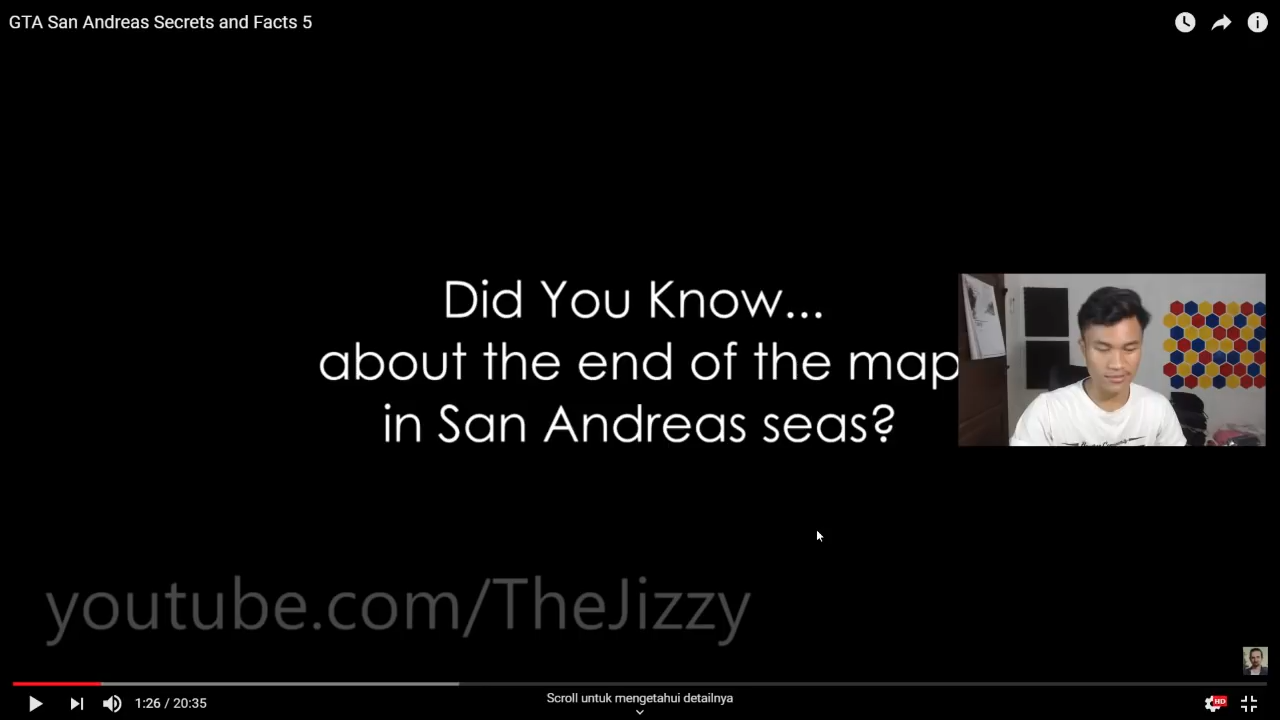 GTA San Andreas Secrets and Facts 5
Did You Know...
about the end of the map
in San Andreas seas?
youtube.com/TheJizzy
Scroll untuk mengetahui detailnya
1:26 / 20:35
HD